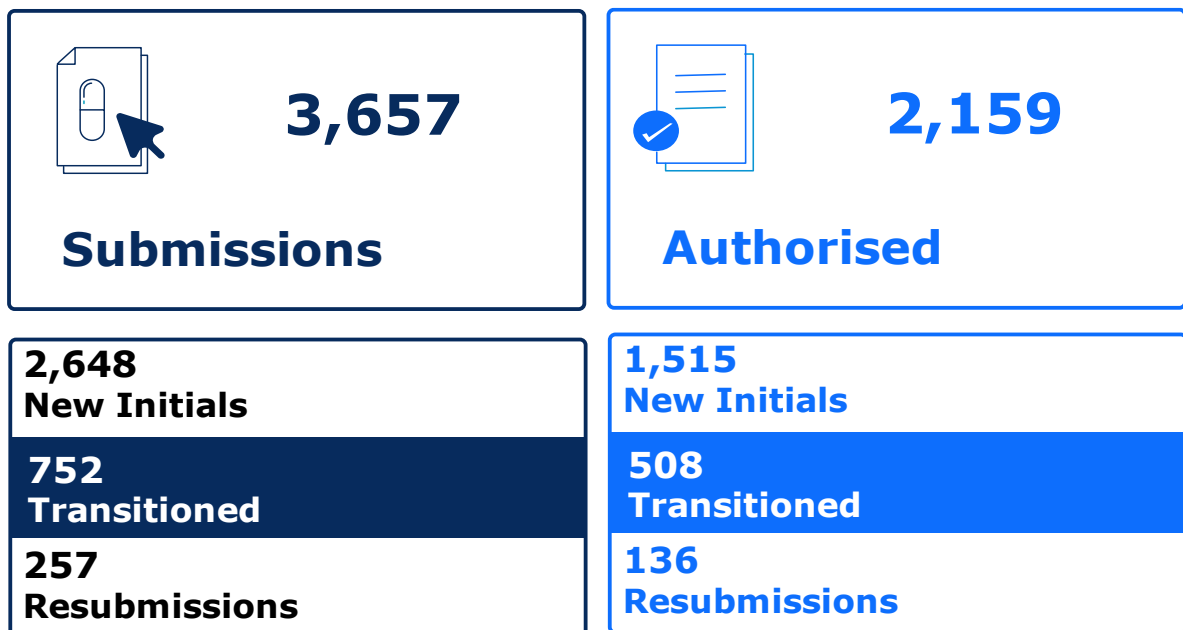 3,657
Submissions
2,648
New Initials
752
Transitioned
257
Resubmissions
2,159
Authorised
1,515
New Initials
508
Transitioned
136
Resubmissions